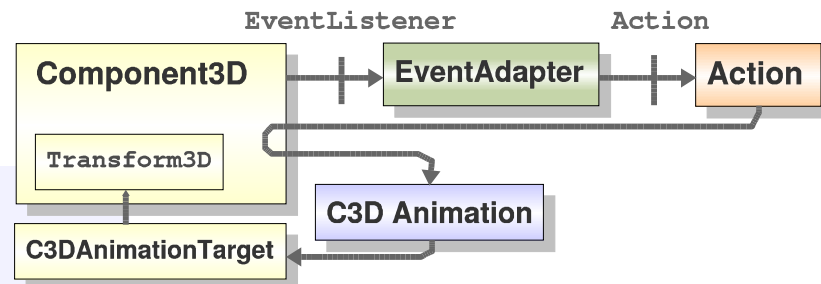 EventListener
Action
Component3D
EventAdapter
Action
Transform3D
C3D Animation
C3DAnimationTarget